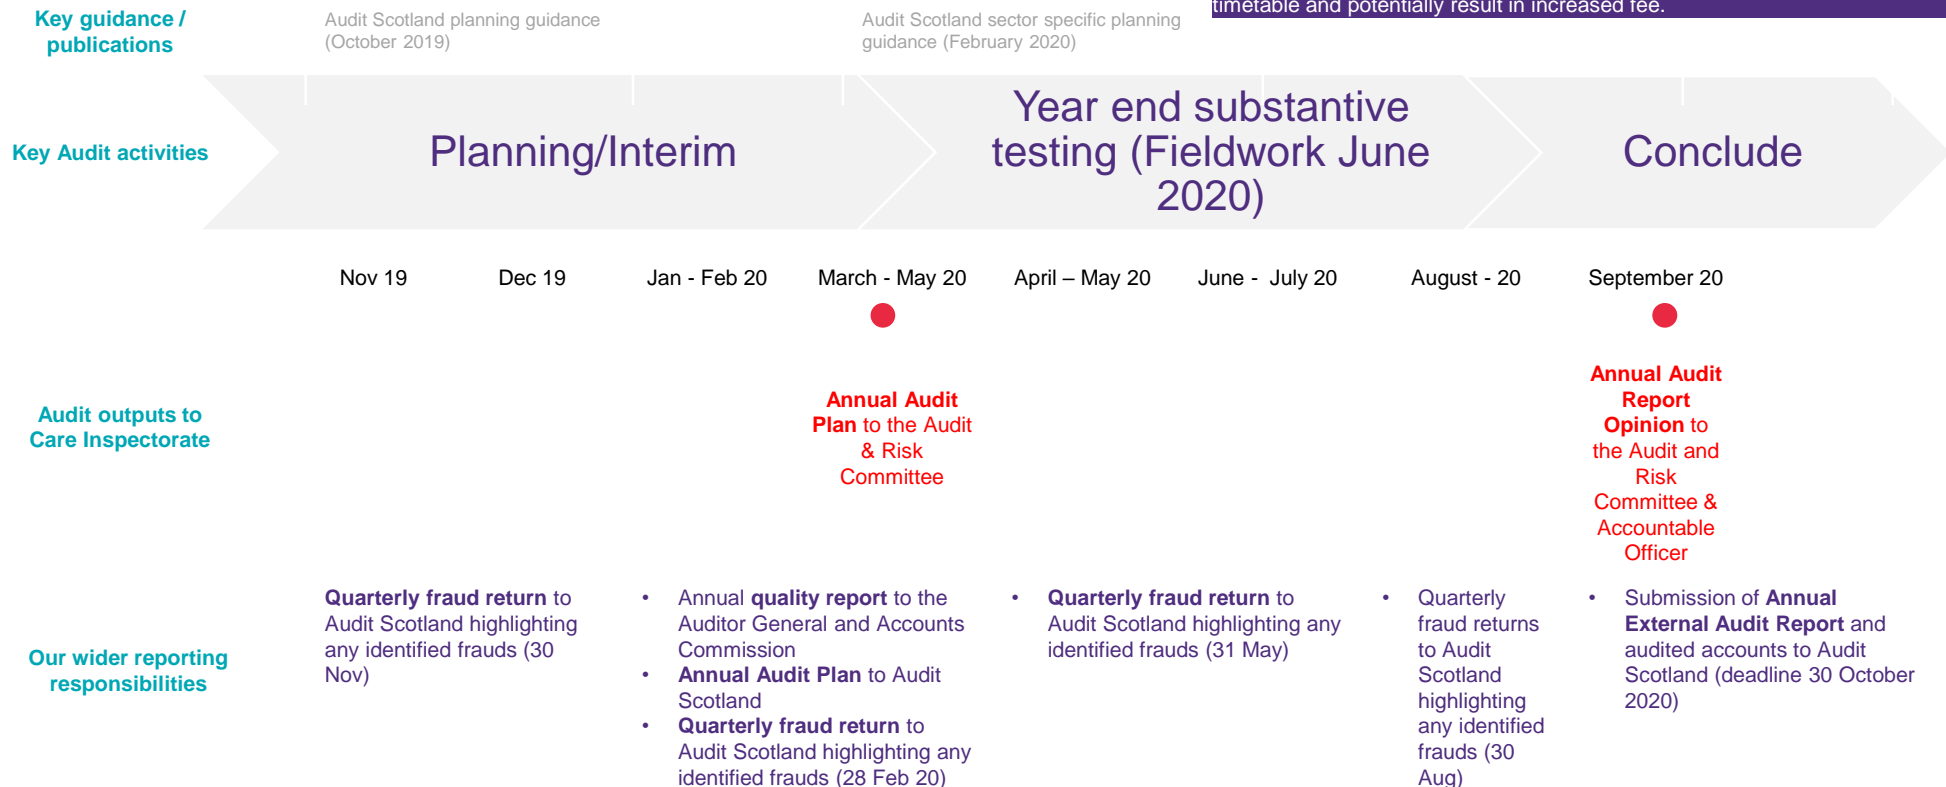 timetable and potentially result in increased fee.
Key guidance /
publications
Audit Scotland planning guidance
(October 2019)
Audit Scotland sector specific planning
guidance (February 2020)
Key Audit activities
Planning/Interim
Year end substantive
testing (Fieldwork June
2020)
Conclude
Nov 19
Dec 19
Jan - Feb 20
March - May 20
April – May 20
June - July 20
August - 20
September 20
Audit outputs to
Care Inspectorate
Annual Audit
Plan to the Audit
& Risk
Committee
Annual Audit
Report
Opinion to
the Audit and
Risk
Committee &
Accountable
Officer
Our wider reporting
responsibilities
Quarterly fraud return to
Audit Scotland highlighting
any identified frauds (30
Nov)
• Annual quality report to the
Auditor General and Accounts
Commission
• Annual Audit Plan to Audit
Scotland
• Quarterly fraud return to
Audit Scotland highlighting any
identified frauds (28 Feb 20)
• Quarterly fraud return to
Audit Scotland highlighting any
identified frauds (31 May)
• Quarterly
fraud returns
to Audit
Scotland
highlighting
any identified
frauds (30
Aug)
• Submission of Annual
External Audit Report and
audited accounts to Audit
Scotland (deadline 30 October
2020)